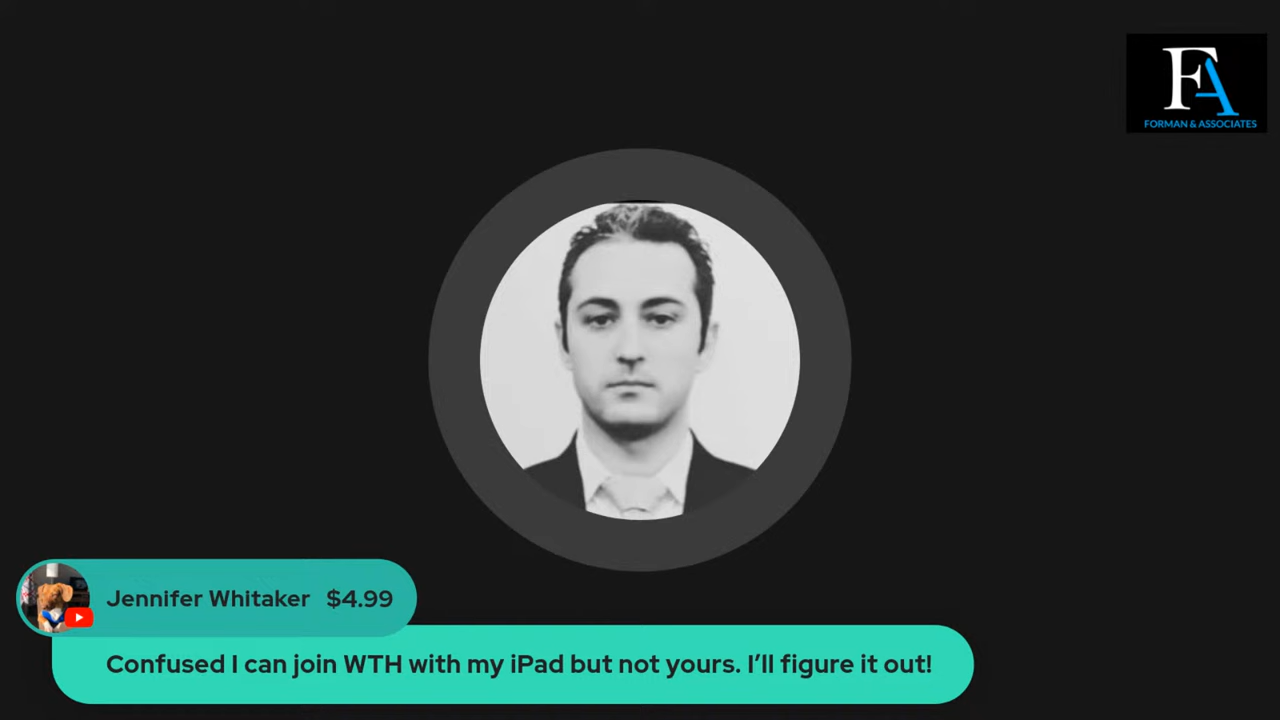 FA
FORMAN & ASSOCIATES
Jennifer Whitaker $4.99
Confused I can join WTH with my iPad but not yours. I’ll figure it out!